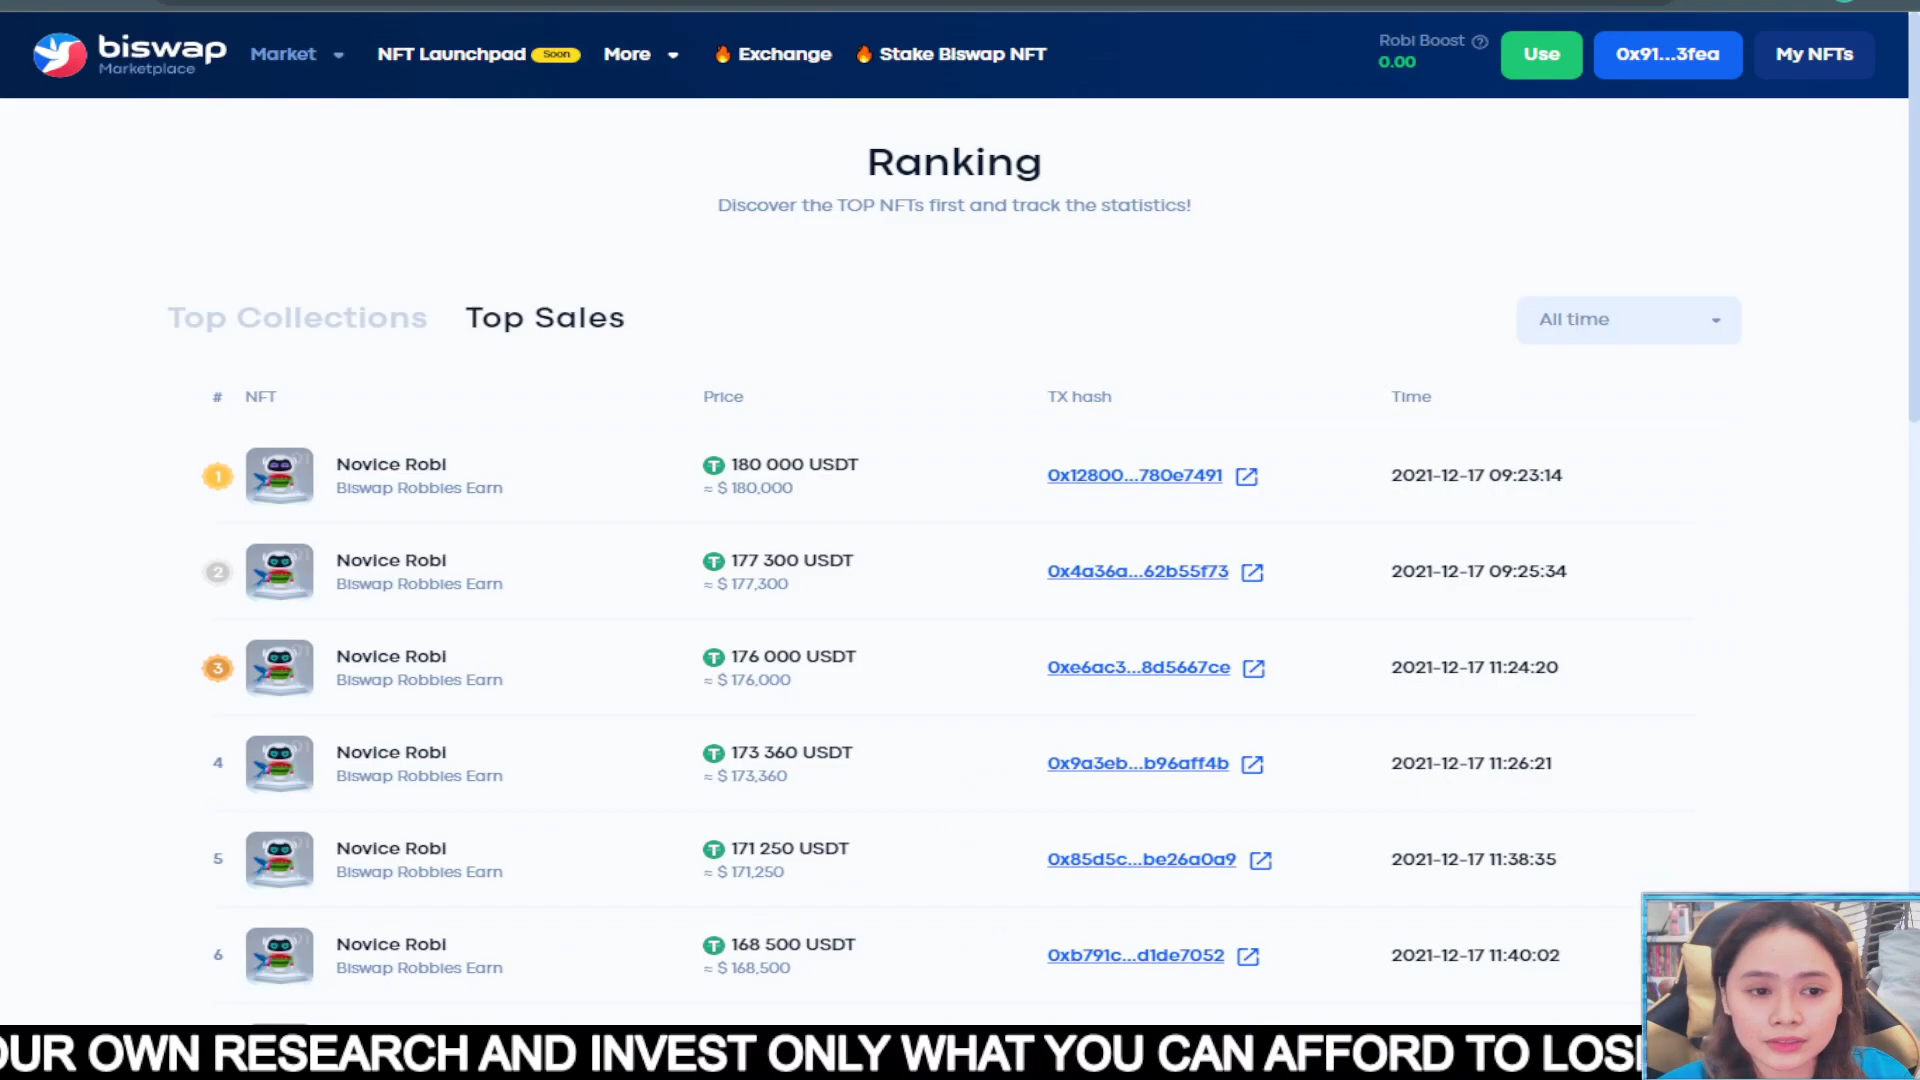 biswap
Marketplace
Market
NFT Launchpad Soon
More
Exchange
Stake Biswap NFT
Robi Boost
0.00
Use
0x91...3fea
My NFTs
Ranking
Discover the TOP NFTs first and track the statistics!
Top Collections Top Sales
All time
# NFT Price TX hash Time
1 Novice Robi 180 000 USDT 0x12800...780e7491 2021-12-17 09:23:14
Biswap Robbies Earn ≈ $ 180,000
2 Novice Robi 177 300 USDT 0x4a36a...62b55f73 2021-12-17 09:25:34
Biswap Robbies Earn ≈ $ 177,300
3 Novice Robi 176 000 USDT 0xe6ac3...8d5667ce 2021-12-17 11:24:20
Biswap Robbies Earn ≈ $ 176,000
4 Novice Robi 173 360 USDT 0x9a3eb...b96aff4b 2021-12-17 11:26:21
Biswap Robbies Earn ≈ $ 173,360
5 Novice Robi 171 250 USDT 0x85d5c...be26a0a9 2021-12-17 11:38:35
Biswap Robbies Earn ≈ $ 171,250
6 Novice Robi 168 500 USDT 0xb791c...d1de7052 2021-12-17 11:40:02
Biswap Robbies Earn ≈ $ 168,500
OUR OWN RESEARCH AND INVEST ONLY WHAT YOU CAN AFFORD TO LOS